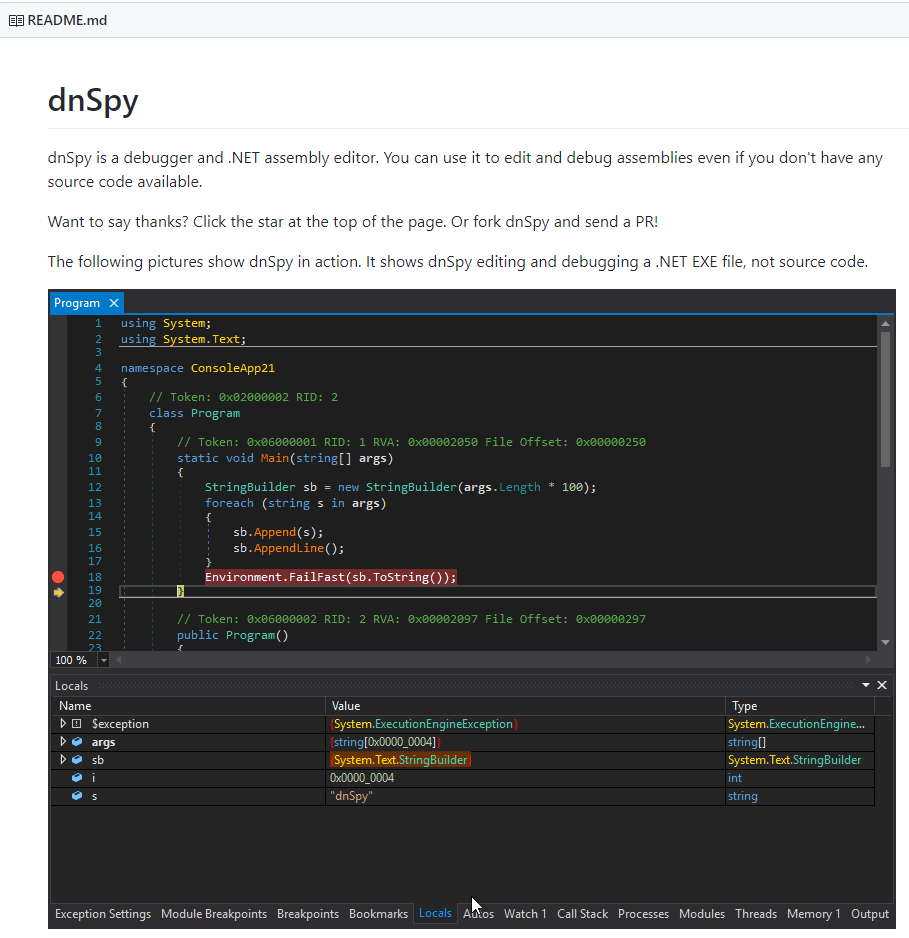 README.md
dnSpy
dnSpy is a debugger and .NET assembly editor. You can use it to edit and debug assemblies even if you don't have any
source code available.
Want to say thanks? Click the star at the top of the page. Or fork dnSpy and send a PR!
The following pictures show dnSpy in action. It shows dnSpy editing and debugging a .NET EXE file, not source code.
Program
1 using System;
2 using System.Text;
3
4 namespace ConsoleApp21
5 {
6 // Token: 0x02000002 RID: 2
7 class Program
8 {
9 // Token: 0x06000001 RID: 1 RVA: 0x00002050 File Offset: 0x00000250
10 static void Main(string[] args)
11 {
12 StringBuilder sb = new StringBuilder(args.Length * 100);
13 foreach (string s in args)
14 {
15 sb.Append(s);
16 sb.AppendLine();
17 }
18 Environment.FailFast(sb.ToString());
19 }
20
21 // Token: 0x06000002 RID: 2 RVA: 0x00002097 File Offset: 0x00000297
22 public Program()
23 {
100 %
Locals
Name Value Type
$exception {System.ExecutionEngineException} System.ExecutionEngine...
args {string[0x0000_0004]} string[]
sb {System.Text.StringBuilder} System.Text.StringBuilder
i 0x0000_0004 int
s "dnSpy" string
Exception Settings Module Breakpoints Breakpoints Bookmarks Locals Autos Watch 1 Call Stack Processes Modules Threads Memory 1 Output